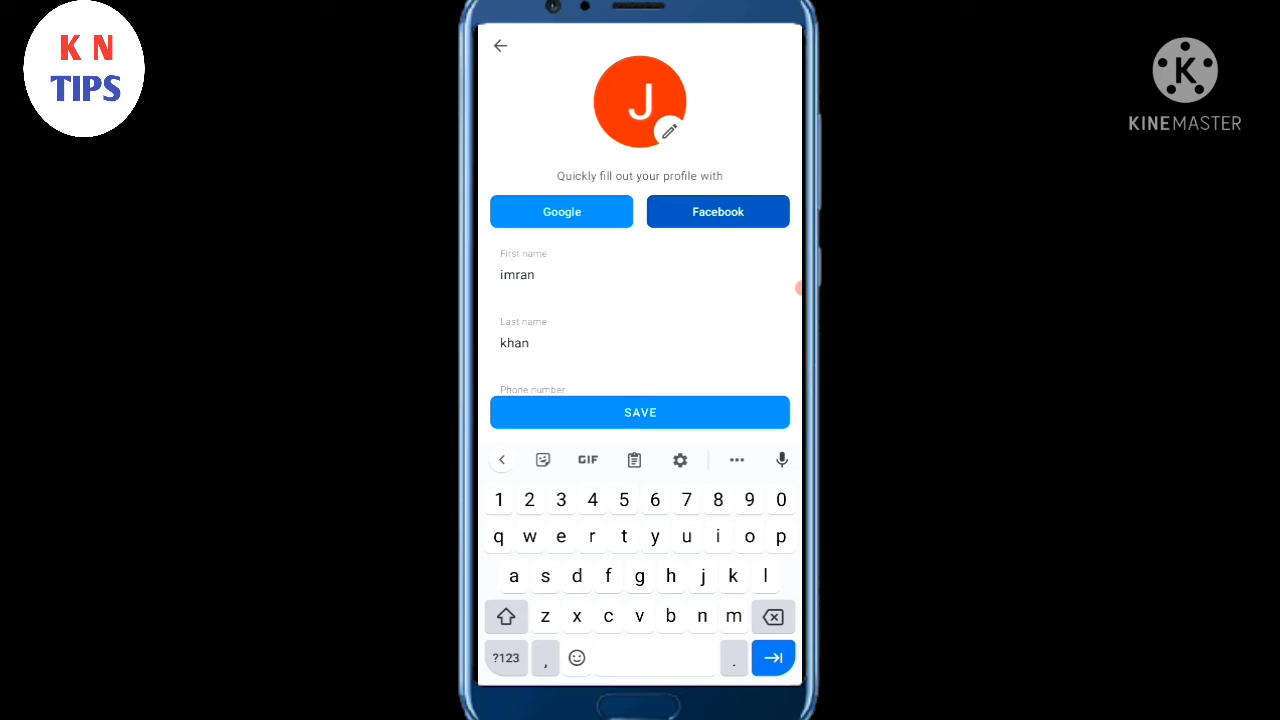 K N
TIPS
K
KINEMASTER
J
Quickly fill out your profile with
Google
Facebook
First name
imran
Last name
khan
Phone number
SAVE
GIF
1 2 3 4 5 6 7 8 9 0
q w e r t y u i o p
a s d f g h j k l
z x c v b n m
?123 , .